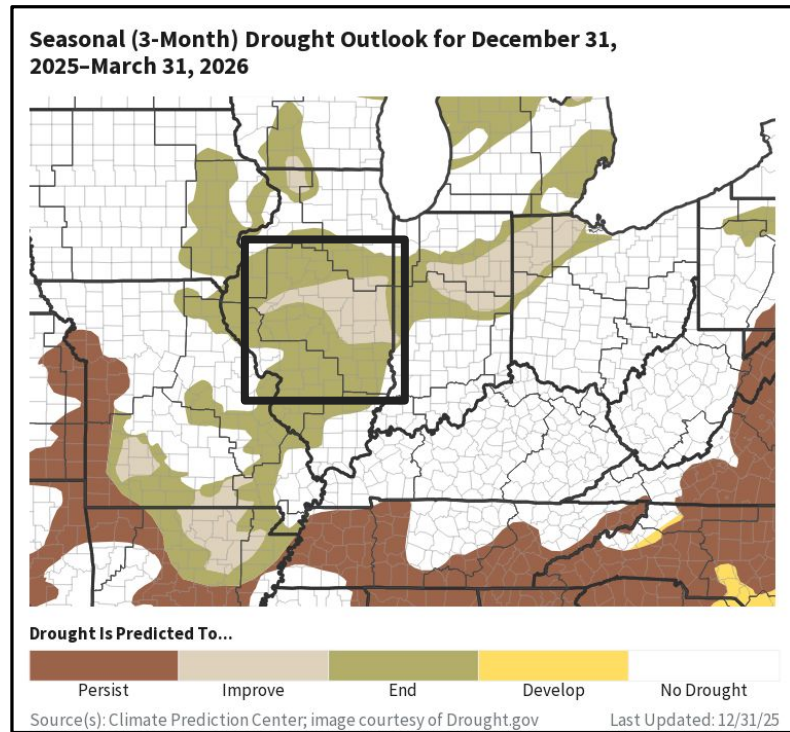 Seasonal (3-Month) Drought Outlook for December 31,
2025–March 31, 2026
Drought Is Predicted To...
Persist Improve End Develop No Drought
Source(s): Climate Prediction Center; image courtesy of Drought.gov Last Updated: 12/31/25